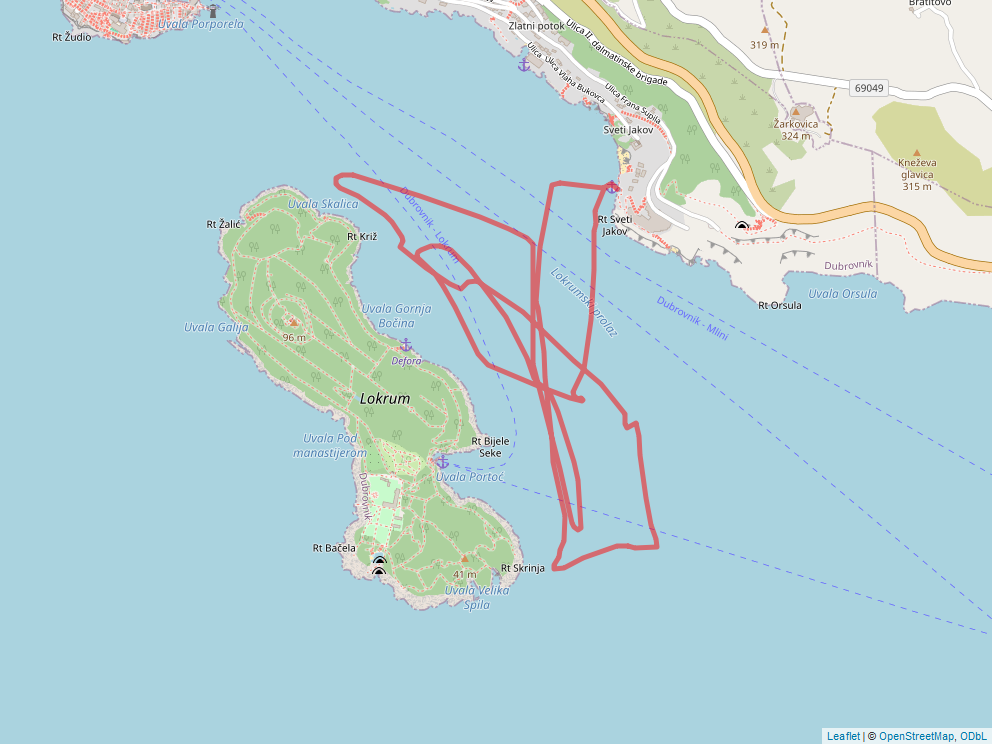 Bratitovo
Uvala Porporela
Zlatni potok
Rt Žudio
Ulica II. dalmatinske brigade
319 m
Ulica Vlaha Bukovca
69049
Ulica Frana Supila
Žarkovica
324 m
Sveti Jakov
Kneževa
glavica
315 m
Uvala Skalica
Dubrovnik - Lokrum
Rt Žalić
Rt Sveti
Jakov
Rt Križ
Dubrovnik
Lokrumski prolaz
Uvala Orsula
Dubrovnik - Mlini
Rt Orsula
Uvala Gornja
Bočina
Uvala Galija
96 m
Defora
Lokrum
Uvala Pod
manastijerom
Rt Bijele
Seke
Uvala Portoć
Dubrovnik
Rt Bačela
41 m
Rt Skrinja
Uvala Velika
Spila
Leaflet | © OpenStreetMap, ODbL